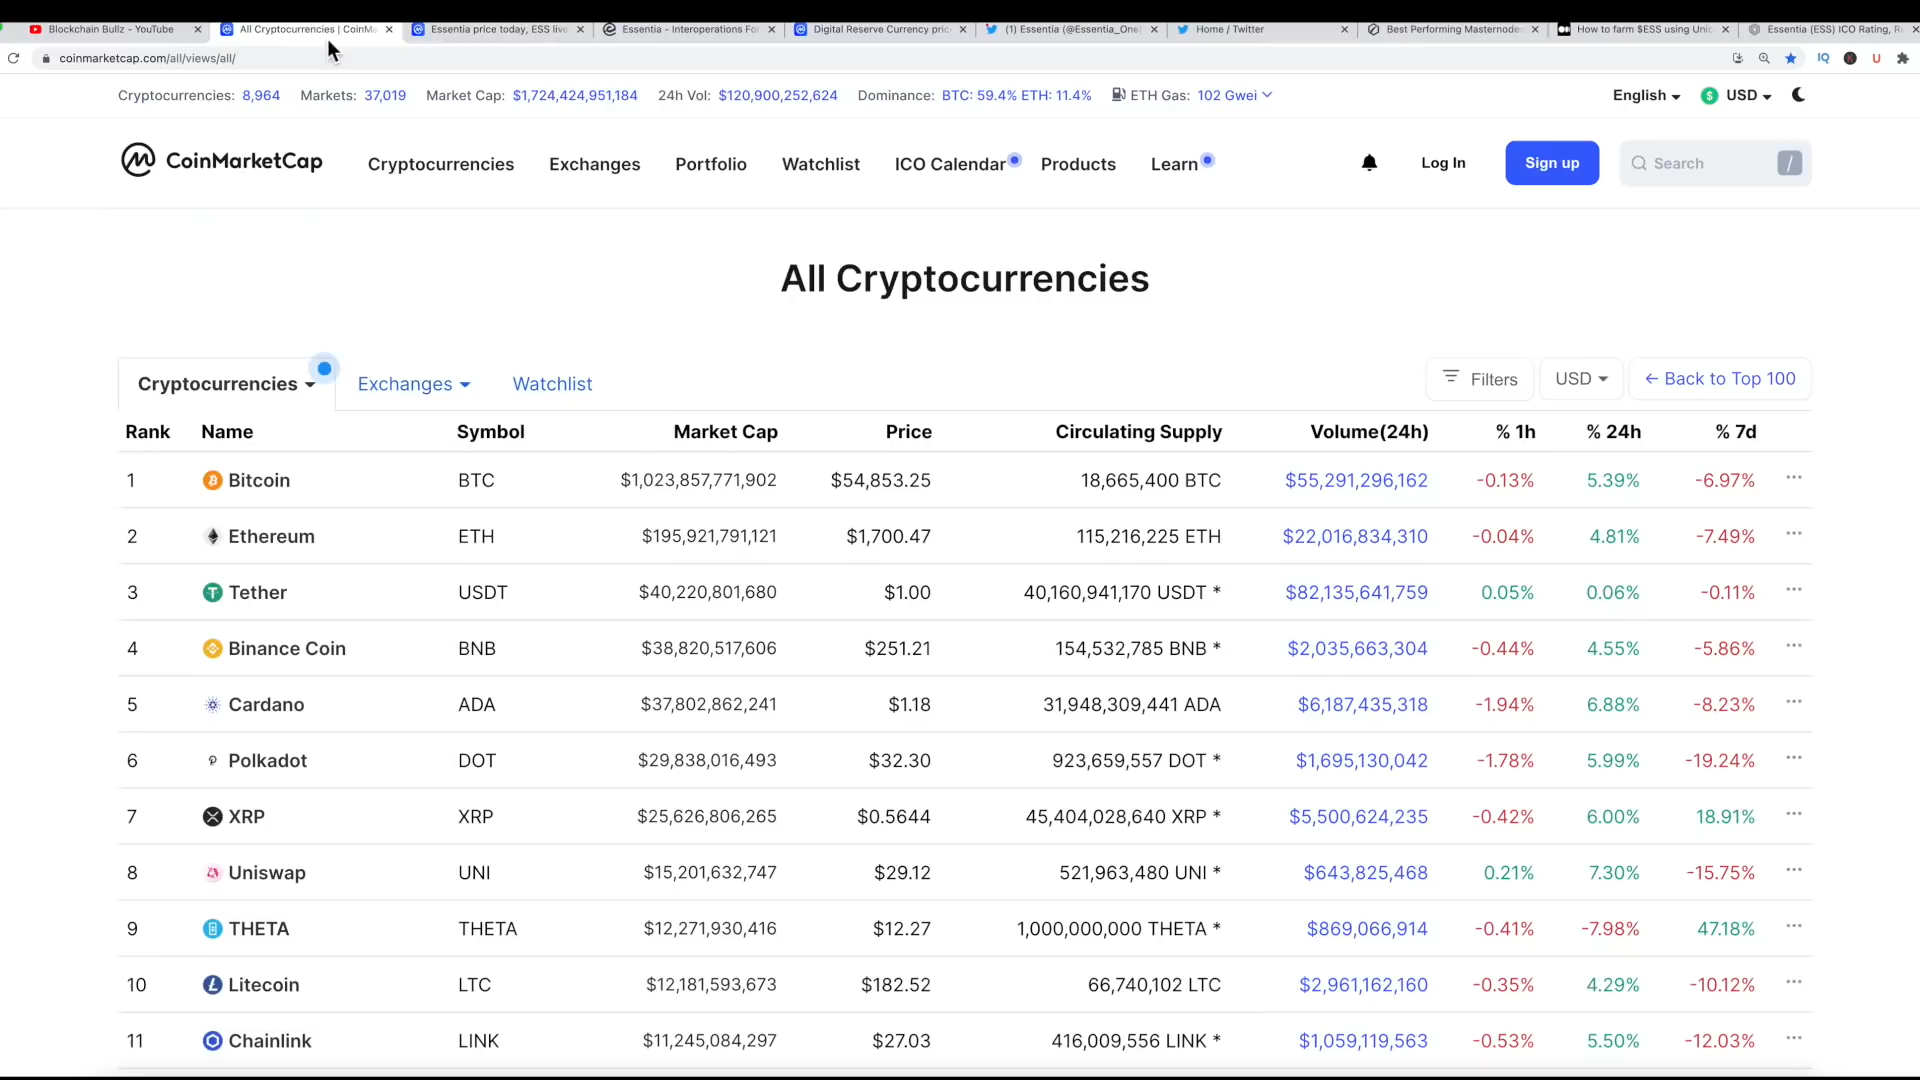 Blockchain Bullz - YouTube All Cryptocurrencies | CoinMa Essentia price today, ESS live Essentia - Interoperations For Digital Reserve Currency pric (1) Essentia (@Essentia_One) Home / Twitter Best Performing Masternodes How to farm $ESS using Unic Essentia (ESS) ICO Rating, R
coinmarketcap.com/all/views/all/ IQ U
Cryptocurrencies: 8,964 Markets: 37,019 Market Cap: $1,724,424,951,184 24h Vol: $120,900,252,624 Dominance: BTC: 59.4% ETH: 11.4% ETH Gas: 102 Gwei English $ USD
CoinMarketCap Cryptocurrencies Exchanges Portfolio Watchlist ICO Calendar Products Learn Log In Sign up Search /
All Cryptocurrencies
Cryptocurrencies Exchanges Watchlist Filters USD ← Back to Top 100
Rank Name Symbol Market Cap Price Circulating Supply Volume(24h) % 1h % 24h % 7d
1 Bitcoin BTC $1,023,857,771,902 $54,853.25 18,665,400 BTC $55,291,296,162 -0.13% 5.39% -6.97%
2 Ethereum ETH $195,921,791,121 $1,700.47 115,216,225 ETH $22,016,834,310 -0.04% 4.81% -7.49%
3 Tether USDT $40,220,801,680 $1.00 40,160,941,170 USDT * $82,135,641,759 0.05% 0.06% -0.11%
4 Binance Coin BNB $38,820,517,606 $251.21 154,532,785 BNB * $2,035,663,304 -0.44% 4.55% -5.86%
5 Cardano ADA $37,802,862,241 $1.18 31,948,309,441 ADA $6,187,435,318 -1.94% 6.88% -8.23%
6 Polkadot DOT $29,838,016,493 $32.30 923,659,557 DOT * $1,695,130,042 -1.78% 5.99% -19.24%
7 XRP XRP $25,626,806,265 $0.5644 45,404,028,640 XRP * $5,500,624,235 -0.42% 6.00% 18.91%
8 Uniswap UNI $15,201,632,747 $29.12 521,963,480 UNI * $643,825,468 0.21% 7.30% -15.75%
9 THETA THETA $12,271,930,416 $12.27 1,000,000,000 THETA * $869,066,914 -0.41% -7.98% 47.18%
10 Litecoin LTC $12,181,593,673 $182.52 66,740,102 LTC $2,961,162,160 -0.35% 4.29% -10.12%
11 Chainlink LINK $11,245,084,297 $27.03 416,009,556 LINK * $1,059,119,563 -0.53% 5.50% -12.03%